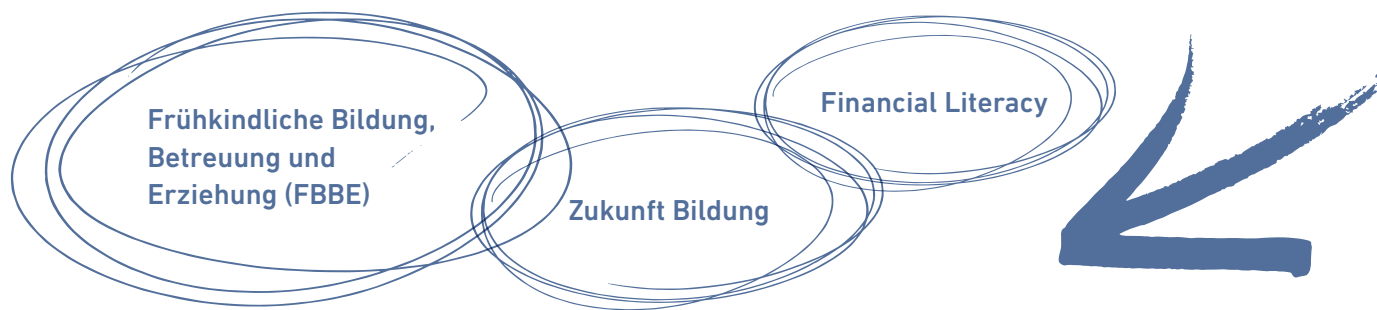 Frühkindliche Bildung,
Betreuung und
Erziehung (FBBE)
Zukunft Bildung
Financial Literacy